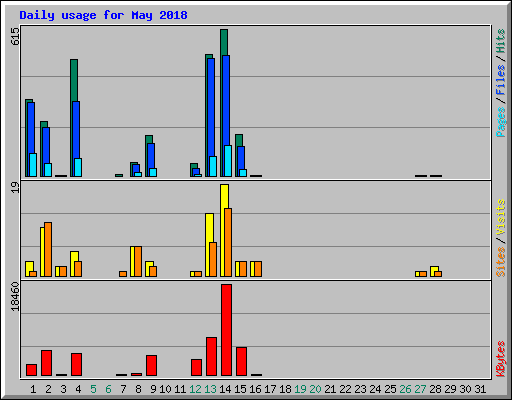 Daily usage for May 2018
615
Pages / Files / Hits
19
Sites / Visits
18460
KBytes
1 2 3 4 5 6 7 8 9 10 11 12 13 14 15 16 17 18 19 20 21 22 23 24 25 26 27 28 29 30 31